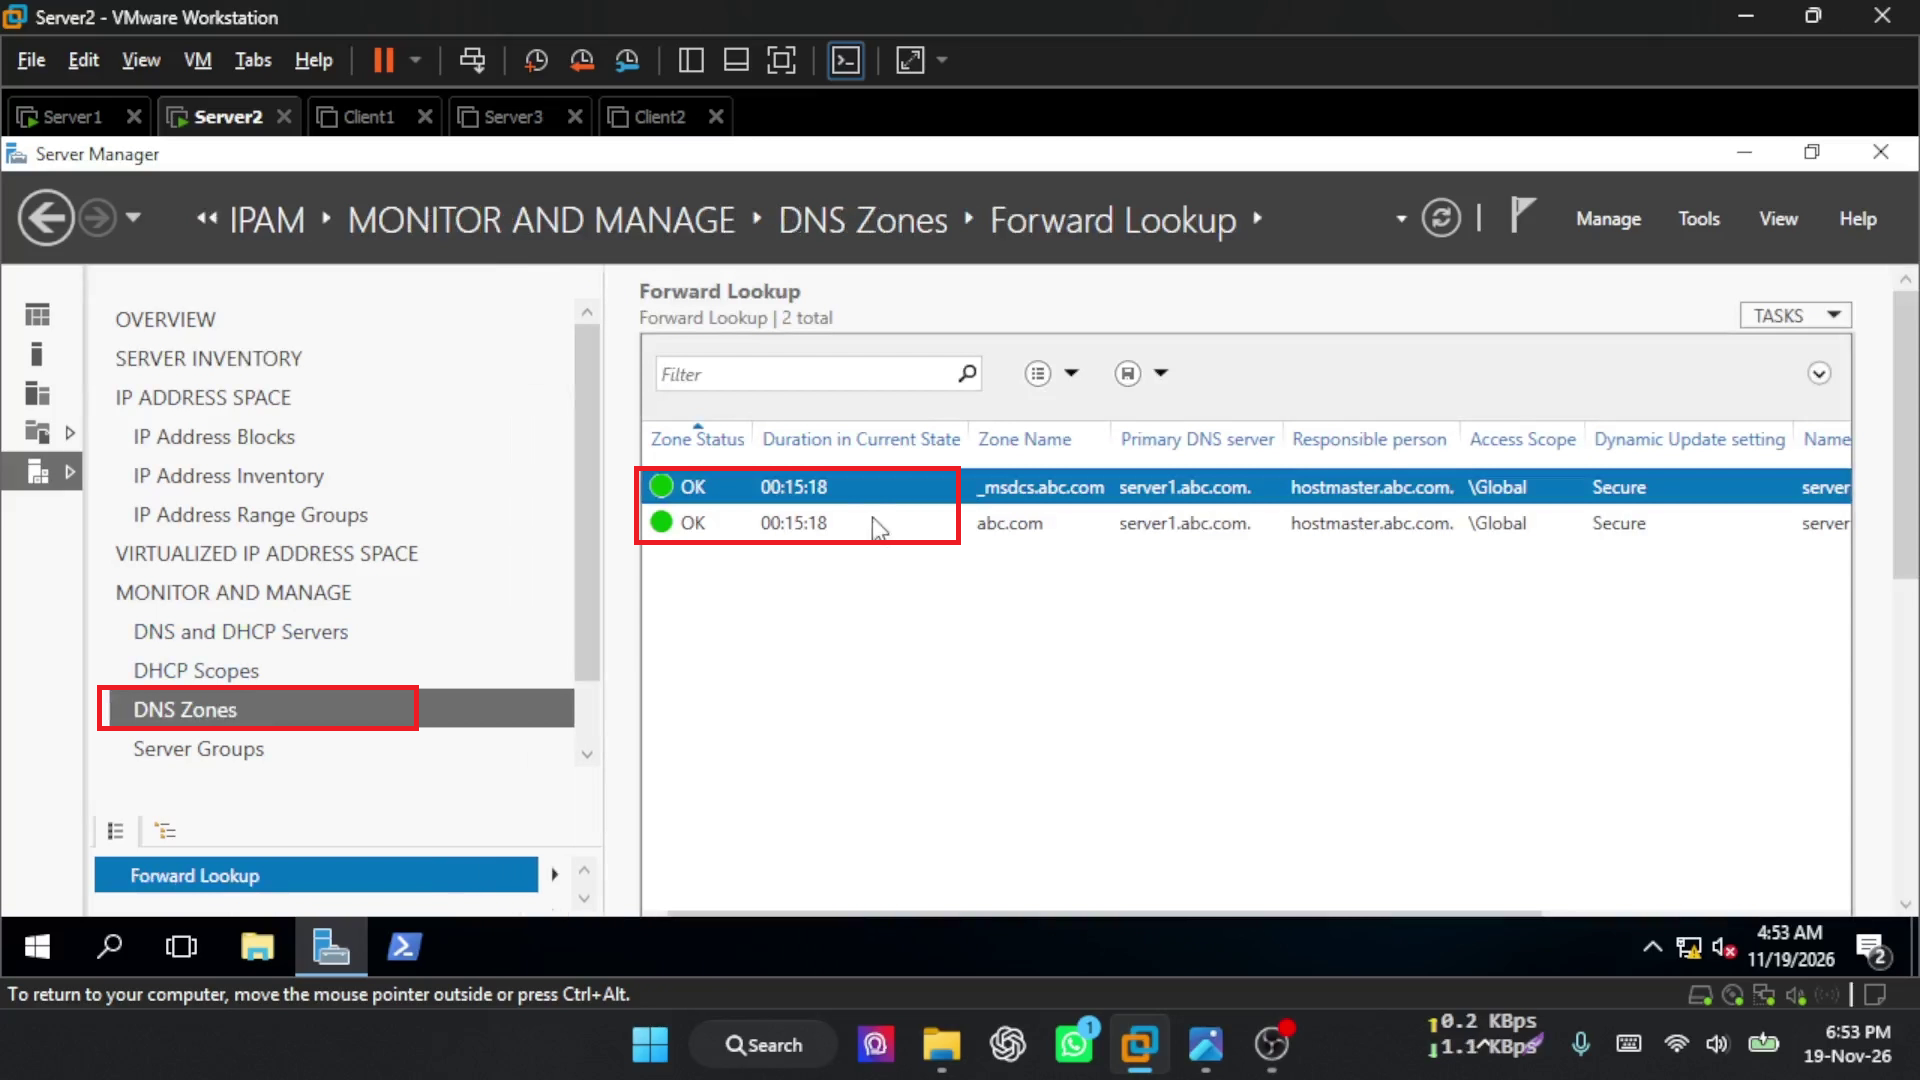 Server2 - VMware Workstation
File Edit View VM Tabs Help
Server1 Server2 Client1 Server3 Client2
Server Manager
IPAM MONITOR AND MANAGE DNS Zones Forward Lookup Manage Tools View Help
OVERVIEW
SERVER INVENTORY
IP ADDRESS SPACE
IP Address Blocks
IP Address Inventory
IP Address Range Groups
VIRTUALIZED IP ADDRESS SPACE
MONITOR AND MANAGE
DNS and DHCP Servers
DHCP Scopes
DNS Zones
Server Groups
Forward Lookup
Forward Lookup
Forward Lookup | 2 total
TASKS
Filter
Zone Status Duration in Current State Zone Name Primary DNS server Responsible person Access Scope Dynamic Update setting Name
OK 00:15:18 _msdcs.abc.com server1.abc.com. hostmaster.abc.com. \Global Secure server
OK 00:15:18 abc.com server1.abc.com. hostmaster.abc.com. \Global Secure server
4:53 AM
11/19/2026
2
To return to your computer, move the mouse pointer outside or press Ctrl+Alt.
Search
1
0.2 KBps
1.1 KBps
6:53 PM
19-Nov-26